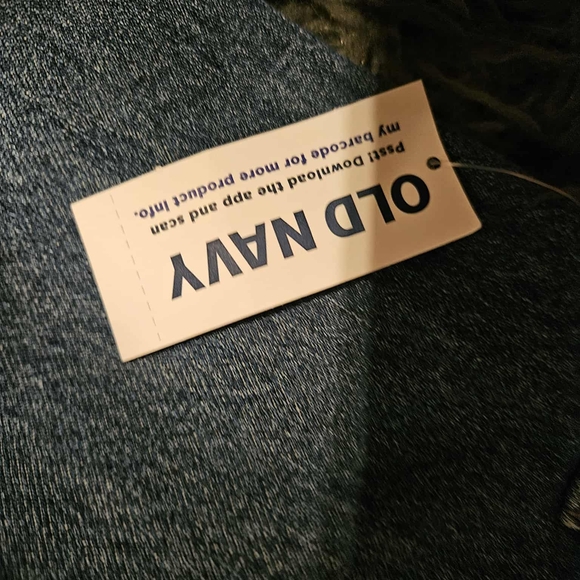 OLD NAVY
Psst! Download the app and scan
my barcode for more product info.